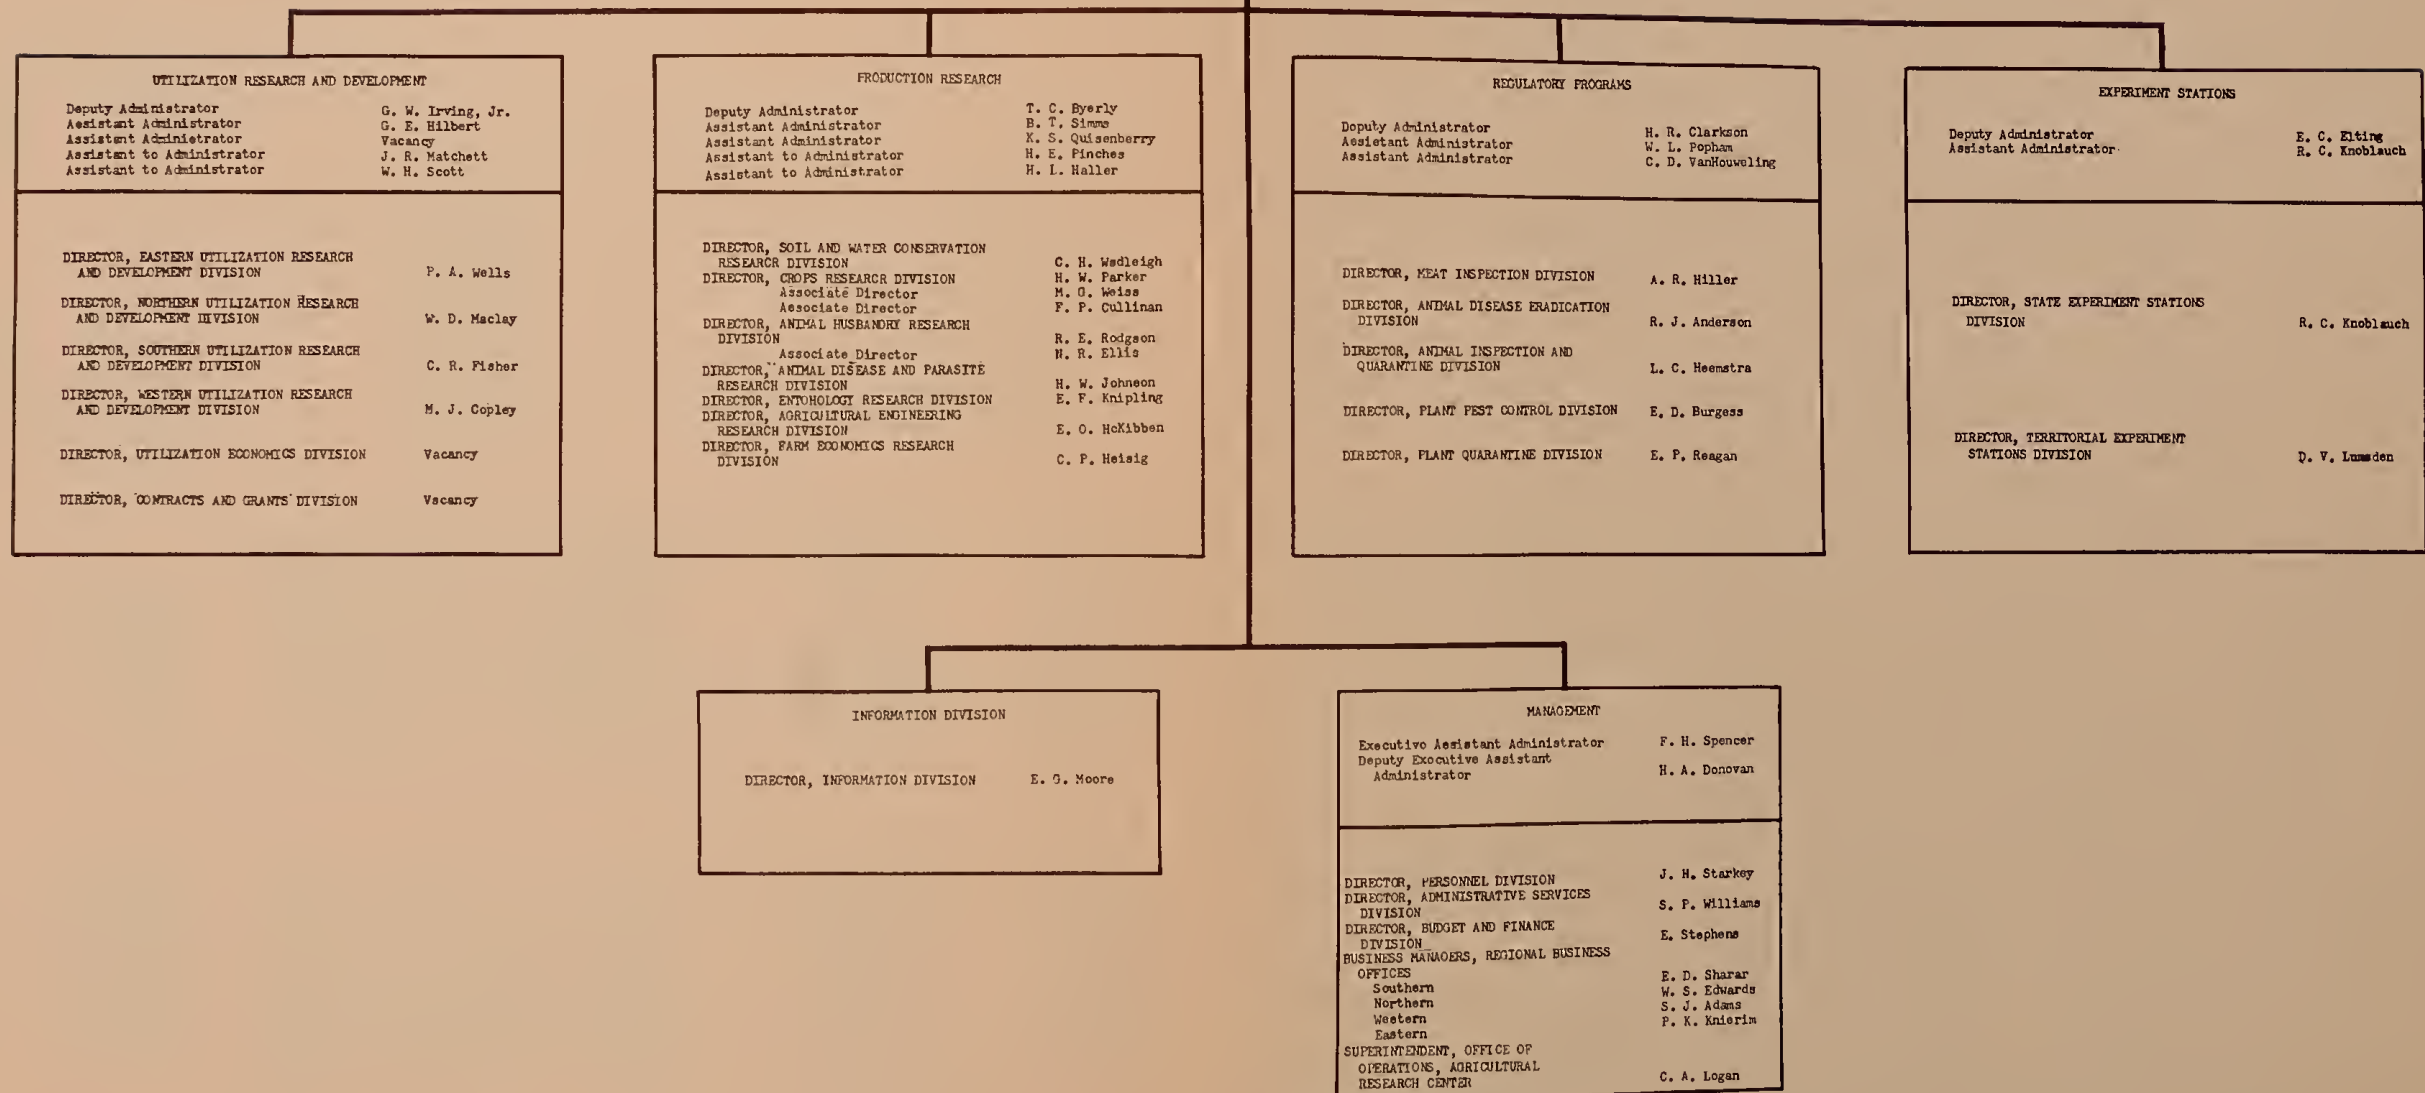 UTILIZATION RESEARCH AND DEVELOPMENT
Deputy Administrator G. W. Irving, Jr.
Assistant Administrator G. E. Hilbert
Assistant Administrator Vacancy
Assistant to Administrator J. R. Matchett
Assistant to Administrator W. H. Scott
DIRECTOR, EASTERN UTILIZATION RESEARCH
AND DEVELOPMENT DIVISION P. A. Wells
DIRECTOR, NORTHERN UTILIZATION RESEARCH
AND DEVELOPMENT DIVISION W. D. Maclay
DIRECTOR, SOUTHERN UTILIZATION RESEARCH
AND DEVELOPMENT DIVISION C. R. Fisher
DIRECTOR, WESTERN UTILIZATION RESEARCH
AND DEVELOPMENT DIVISION M. J. Copley
DIRECTOR, UTILIZATION ECONOMICS DIVISION Vacancy
DIRECTOR, CONTRACTS AND GRANTS DIVISION Vacancy
PRODUCTION RESEARCH
Deputy Administrator T. C. Byerly
Assistant Administrator B. T. Simms
Assistant Administrator K. S. Quisenberry
Assistant to Administrator H. E. Pinches
Assistant to Administrator H. L. Haller
DIRECTOR, SOIL AND WATER CONSERVATION
RESEARCH DIVISION C. H. Wadleigh
DIRECTOR, CROPS RESEARCH DIVISION H. W. Parker
Associate Director M. G. Weiss
Associate Director F. P. Cullinan
DIRECTOR, ANIMAL HUSBANDRY RESEARCH
DIVISION R. E. Hodgson
Associate Director N. R. Ellis
DIRECTOR, ANIMAL DISEASE AND PARASITE
RESEARCH DIVISION H. W. Johnson
DIRECTOR, ENTOMOLOGY RESEARCH DIVISION E. F. Knipling
DIRECTOR, AGRICULTURAL ENGINEERING
RESEARCH DIVISION E. G. McKibben
DIRECTOR, FARM ECONOMICS RESEARCH
DIVISION C. P. Heisig
REGULATORY PROGRAMS
Deputy Administrator H. R. Clarkson
Assistant Administrator W. L. Popham
Assistant Administrator C. D. VanHouweling
DIRECTOR, MEAT INSPECTION DIVISION A. R. Miller
DIRECTOR, ANIMAL DISEASE ERADICATION
DIVISION R. J. Anderson
DIRECTOR, ANIMAL INSPECTION AND
QUARANTINE DIVISION L. C. Heemstra
DIRECTOR, PLANT PEST CONTROL DIVISION E. D. Burgess
DIRECTOR, PLANT QUARANTINE DIVISION E. P. Reagan
EXPERIMENT STATIONS
Deputy Administrator E. C. Elting
Assistant Administrator R. C. Knoblauch
DIRECTOR, STATE EXPERIMENT STATIONS
DIVISION R. C. Knoblauch
DIRECTOR, TERRITORIAL EXPERIMENT
STATIONS DIVISION D. V. Lumsden
INFORMATION DIVISION
DIRECTOR, INFORMATION DIVISION E. G. Moore
MANAGEMENT
Executive Assistant Administrator F. H. Spencer
Deputy Executive Assistant
Administrator H. A. Donovan
DIRECTOR, PERSONNEL DIVISION J. H. Starkey
DIRECTOR, ADMINISTRATIVE SERVICES
DIVISION S. P. Williams
DIRECTOR, BUDGET AND FINANCE
DIVISION E. Stephens
BUSINESS MANAGERS, REGIONAL BUSINESS
OFFICES E. D. Sharar
Southern W. S. Edwards
Northern S. J. Adams
Western P. K. Knierim
Eastern
SUPERINTENDENT, OFFICE OF
OPERATIONS, AGRICULTURAL
RESEARCH CENTER C. A. Logan